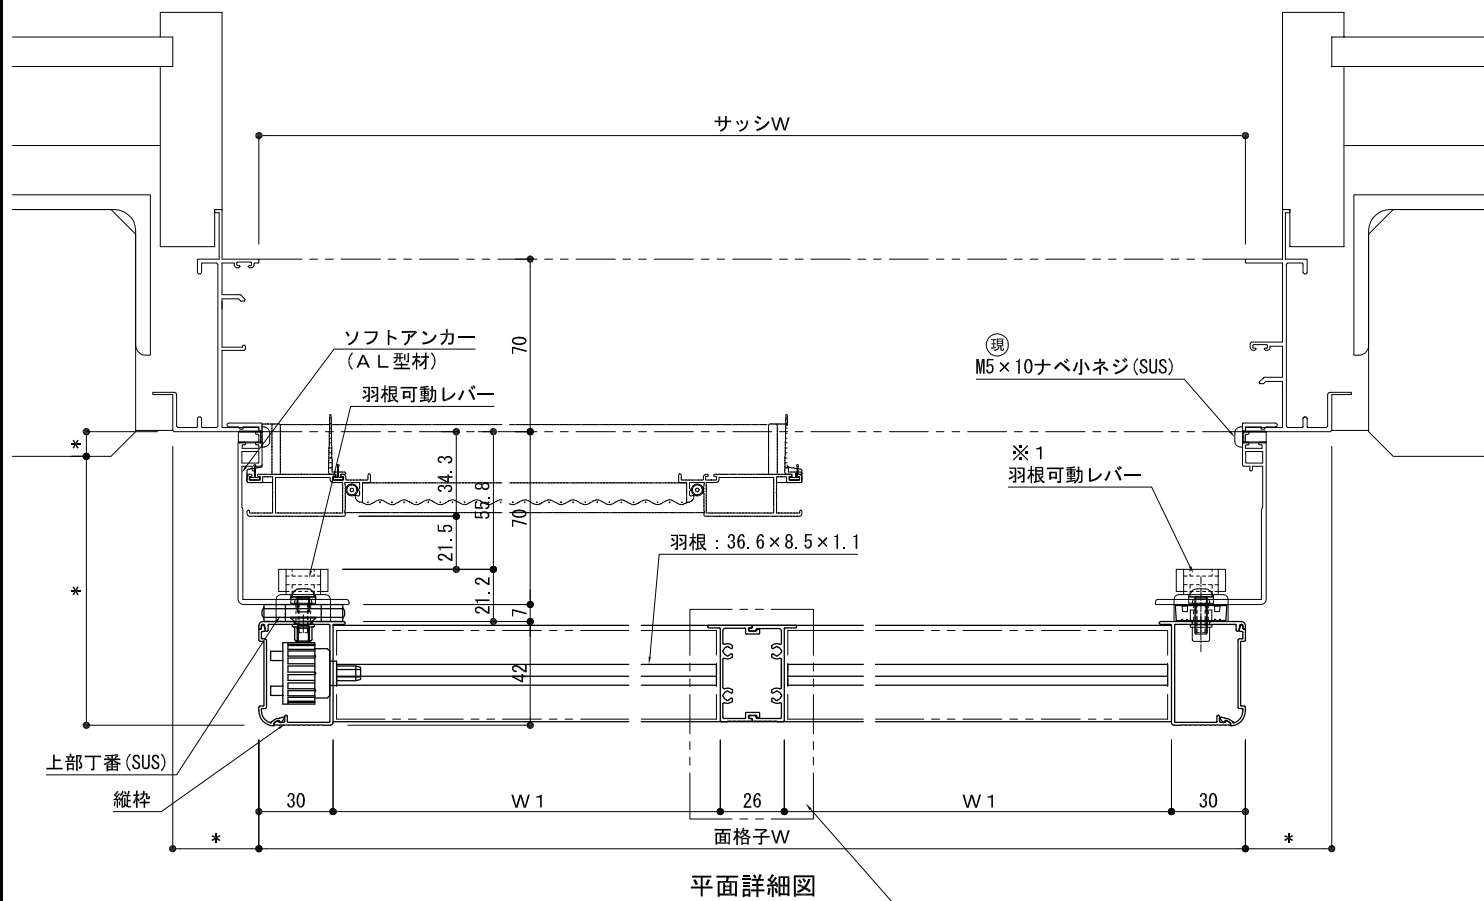 サッシW
70
ソフトアンカー
(AL型材)
羽根可動レバー
現
M5×10ナベ小ネジ(SUS)
※1
羽根可動レバー
*
34.3
55.8
70
21.5
羽根：36.6×8.5×1.1
*
21.2
7
42
上部丁番(SUS)
縦枠
30
W1
26
W1
30
*
面格子W
*
平面詳細図